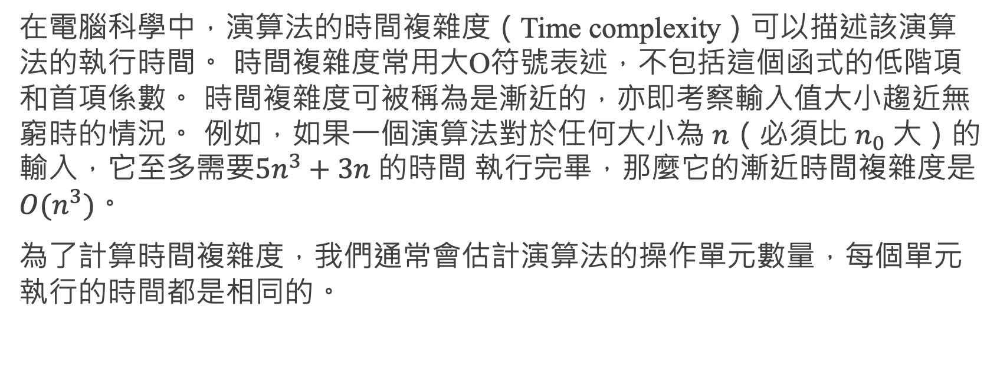 在電腦科學中，演算法的時間複雜度（Time complexity）可以描述該演算
法的執行時間。 時間複雜度常用大O符號表述，不包括這個函式的低階項
和首項係數。 時間複雜度可被稱為是漸近的，亦即考察輸入值大小趨近無
窮時的情況。 例如，如果一個演算法對於任何大小為 n（必須比 n₀ 大）的
輸入，它至多需要5n³ + 3n 的時間 執行完畢，那麼它的漸近時間複雜度是
O(n³)。
為了計算時間複雜度，我們通常會估計演算法的操作單元數量，每個單元
執行的時間都是相同的。